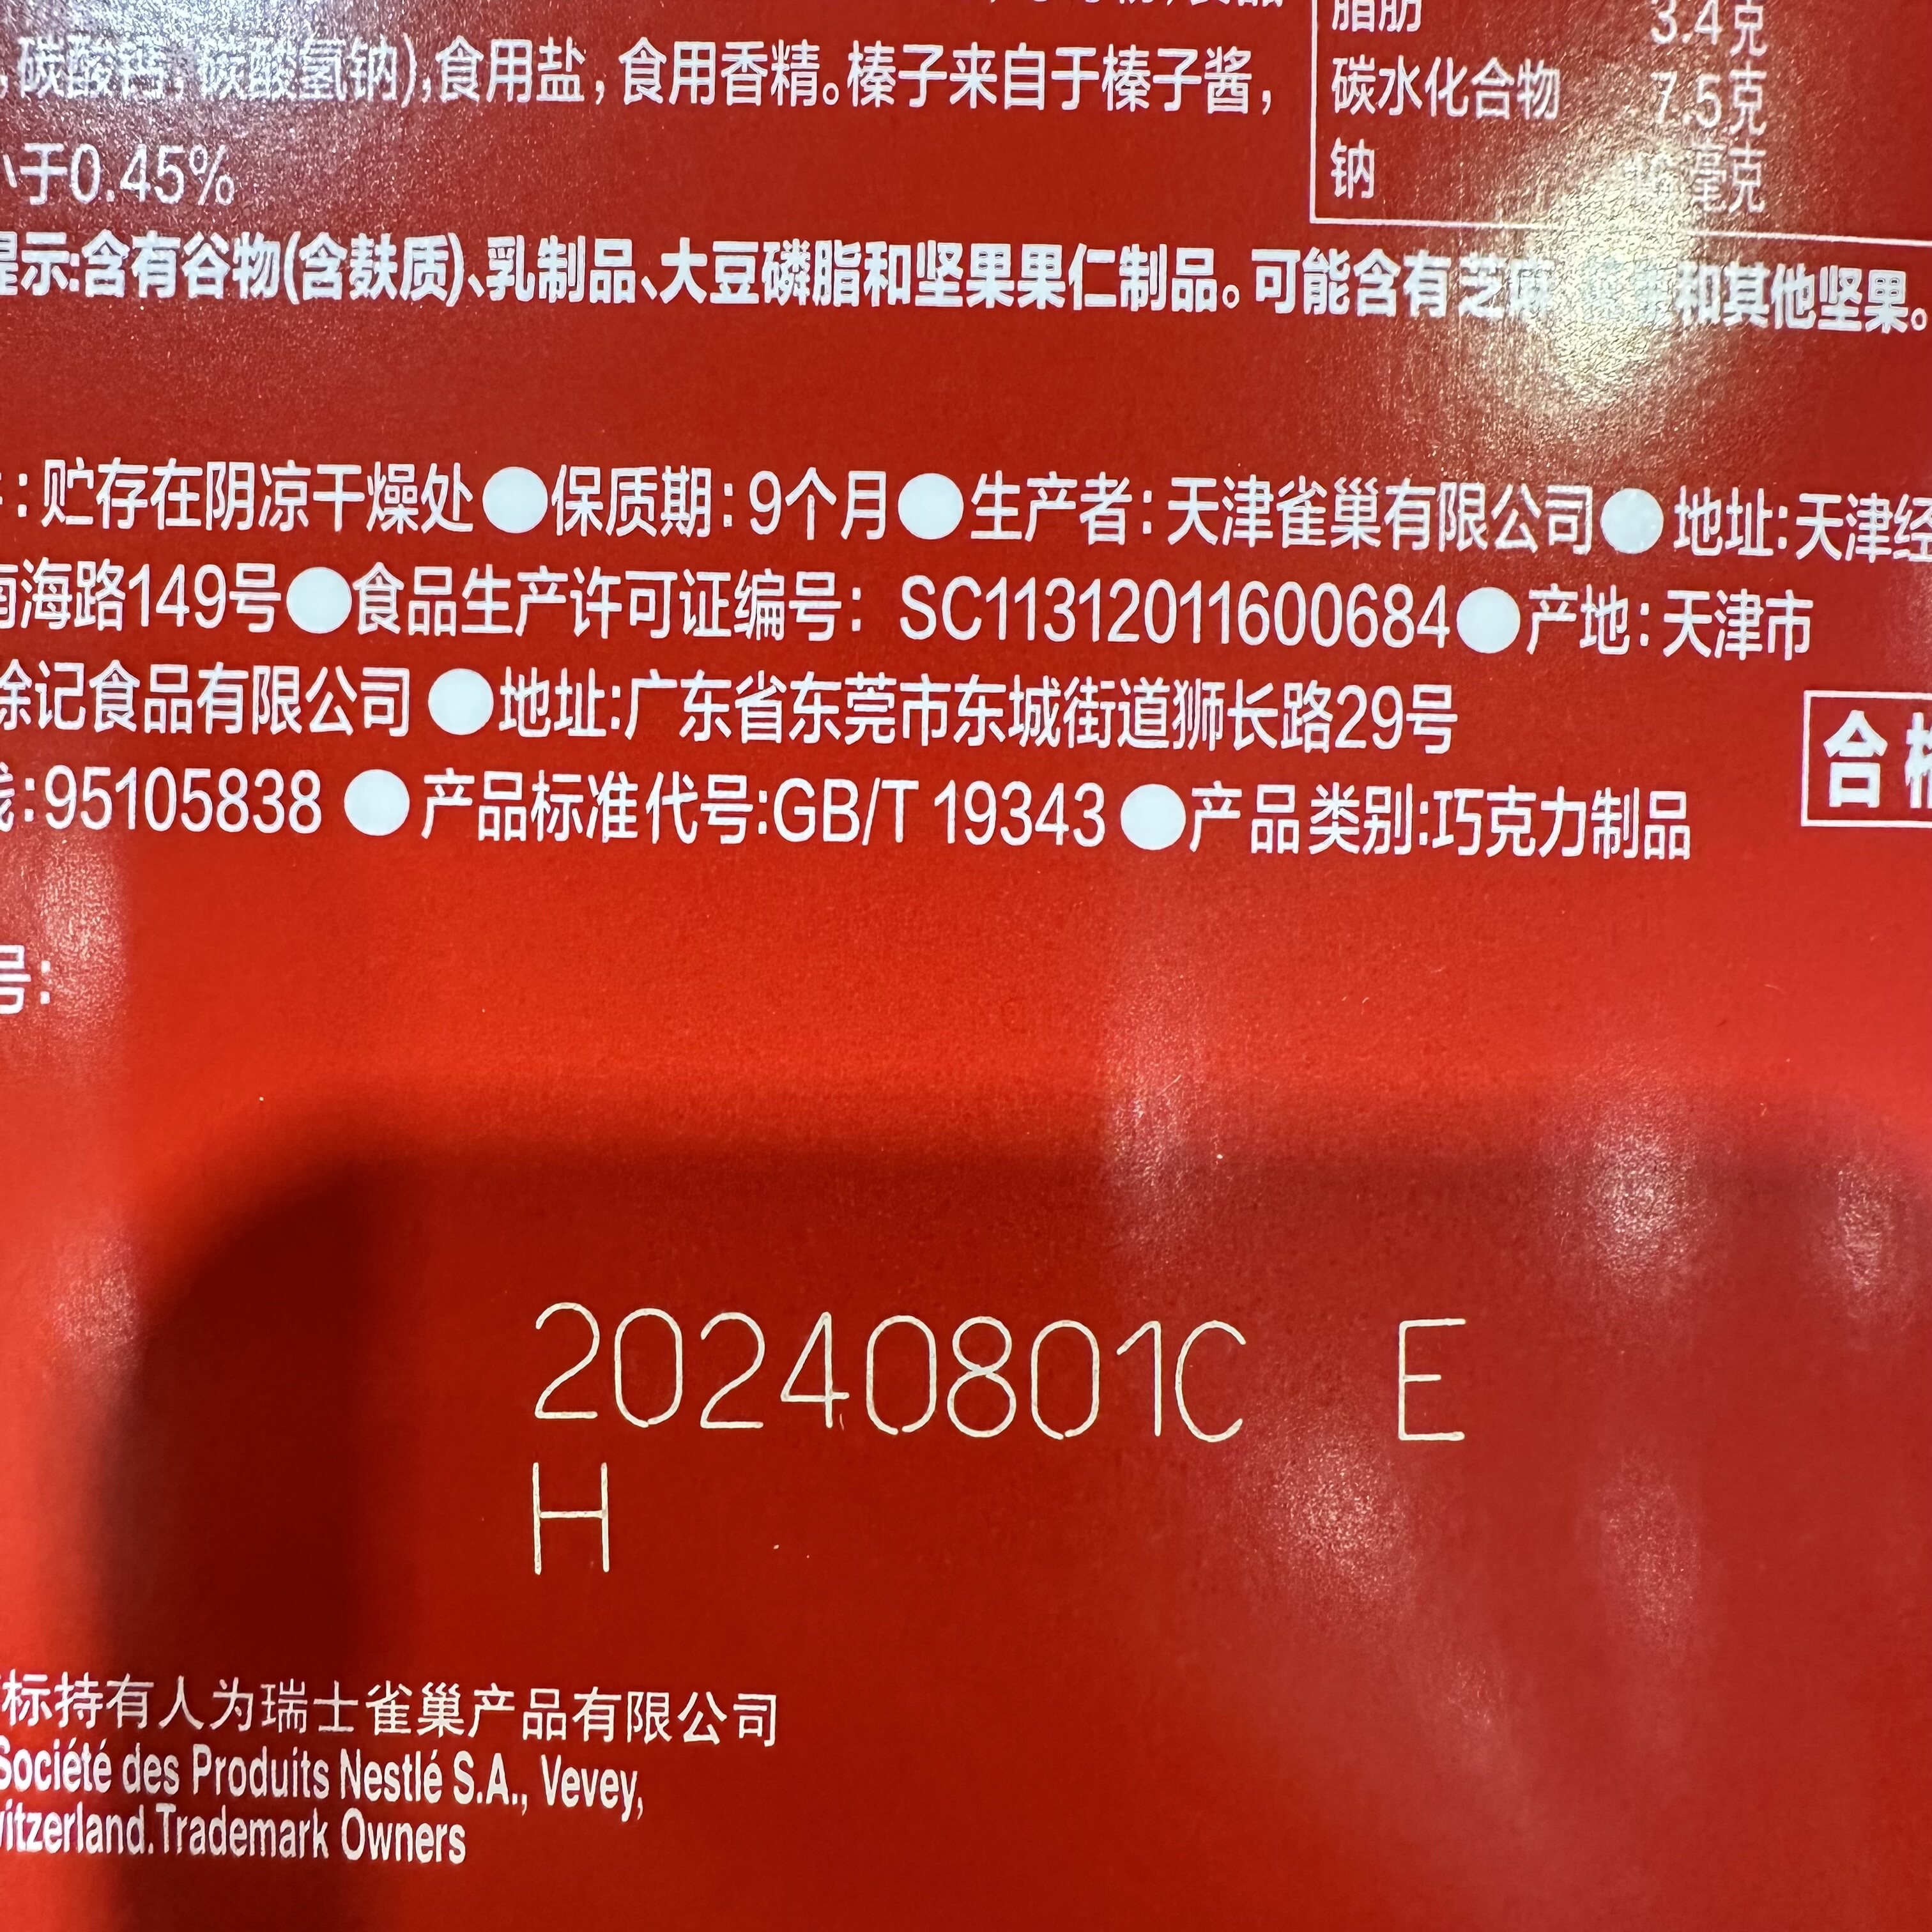 脂肪 3.4克
,碳酸钙,碳酸氢钠),食用盐,食用香精。榛子来自于榛子酱,
碳水化合物 7.5克
小于0.45%
钠 毫克
提示:含有谷物(含麸质)、乳制品、大豆磷脂和坚果果仁制品。可能含有芝麻 和其他坚果。
:贮存在阴凉干燥处●保质期:9个月●生产者:天津雀巢有限公司●地址:天津经
南海路149号●食品生产许可证编号: SC11312011600684●产地:天津市
徐记食品有限公司●地址:广东省东莞市东城街道狮长路29号
合格
线:95105838●产品标准代号:GB/T 19343●产品类别:巧克力制品
号:
20240801C E
H
标持有人为瑞士雀巢产品有限公司
Société des Produits Nestlé S.A., Vevey,
witzerland.Trademark Owners